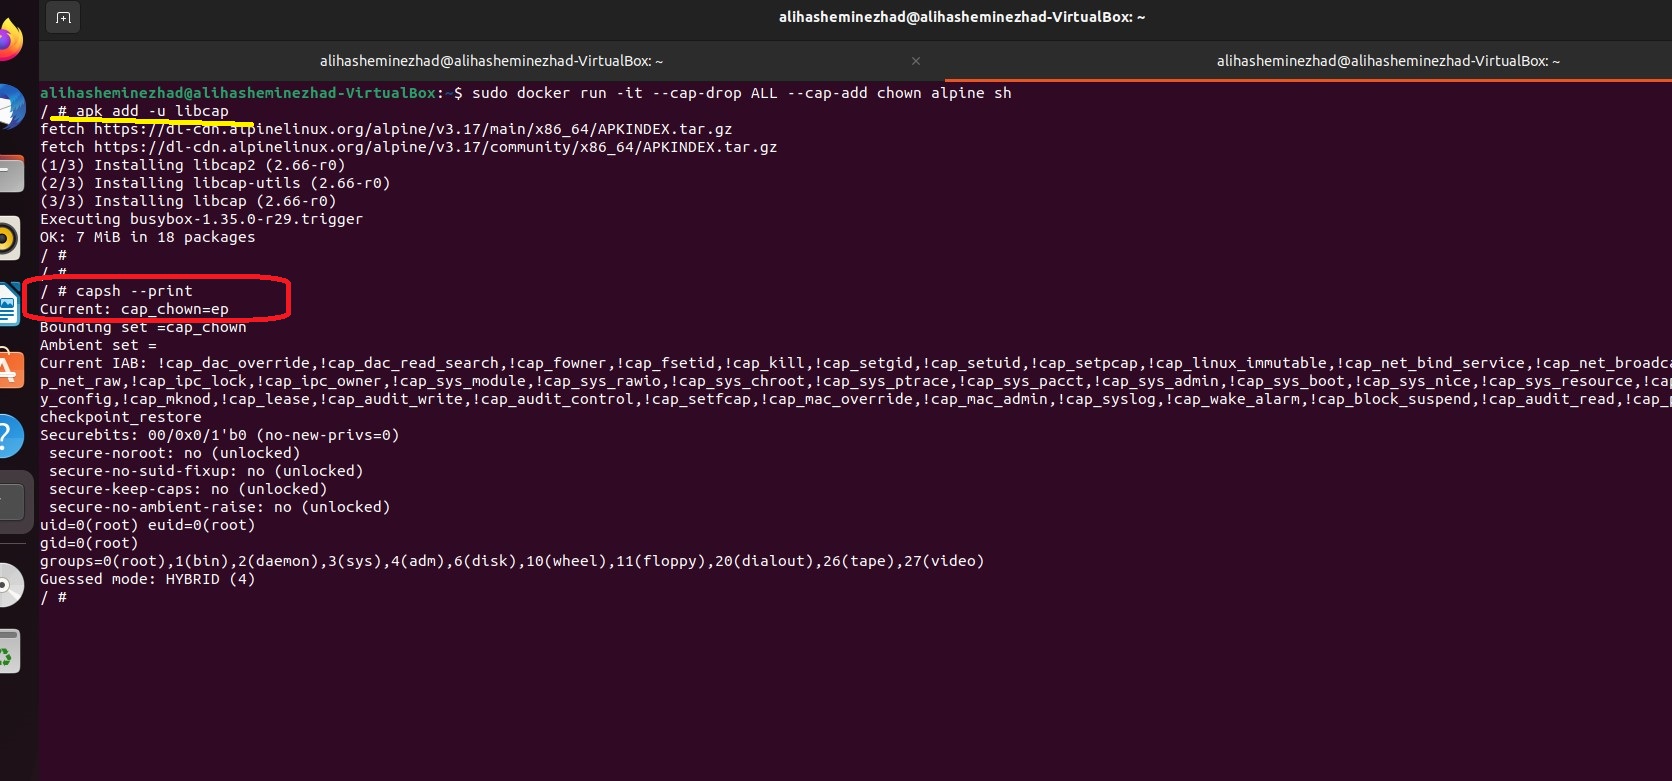 alihasheminezhad@alihasheminezhad-VirtualBox: ~
alihasheminezhad@alihasheminezhad-VirtualBox: ~ × alihasheminezhad@alihasheminezhad-VirtualBox: ~
alihasheminezhad@alihasheminezhad-VirtualBox:~$ sudo docker run -it --cap-drop ALL --cap-add chown alpine sh
/ # apk add -u libcap
fetch https://dl-cdn.alpinelinux.org/alpine/v3.17/main/x86_64/APKINDEX.tar.gz
fetch https://dl-cdn.alpinelinux.org/alpine/v3.17/community/x86_64/APKINDEX.tar.gz
(1/3) Installing libcap2 (2.66-r0)
(2/3) Installing libcap-utils (2.66-r0)
(3/3) Installing libcap (2.66-r0)
Executing busybox-1.35.0-r29.trigger
OK: 7 MiB in 18 packages
/ #
/ #
/ # capsh --print
Current: cap_chown=ep
Bounding set =cap_chown
Ambient set =
Current IAB: !cap_dac_override,!cap_dac_read_search,!cap_fowner,!cap_fsetid,!cap_kill,!cap_setgid,!cap_setuid,!cap_setpcap,!cap_linux_immutable,!cap_net_bind_service,!cap_net_broadca
p_net_raw,!cap_ipc_lock,!cap_ipc_owner,!cap_sys_module,!cap_sys_rawio,!cap_sys_chroot,!cap_sys_ptrace,!cap_sys_pacct,!cap_sys_admin,!cap_sys_boot,!cap_sys_nice,!cap_sys_resource,!cap
y_config,!cap_mknod,!cap_lease,!cap_audit_write,!cap_audit_control,!cap_setfcap,!cap_mac_override,!cap_mac_admin,!cap_syslog,!cap_wake_alarm,!cap_block_suspend,!cap_audit_read,!cap_p
checkpoint_restore
Securebits: 00/0x0/1'b0 (no-new-privs=0)
secure-noroot: no (unlocked)
secure-no-suid-fixup: no (unlocked)
secure-keep-caps: no (unlocked)
secure-no-ambient-raise: no (unlocked)
uid=0(root) euid=0(root)
gid=0(root)
groups=0(root),1(bin),2(daemon),3(sys),4(adm),6(disk),10(wheel),11(floppy),20(dialout),26(tape),27(video)
Guessed mode: HYBRID (4)
/ #